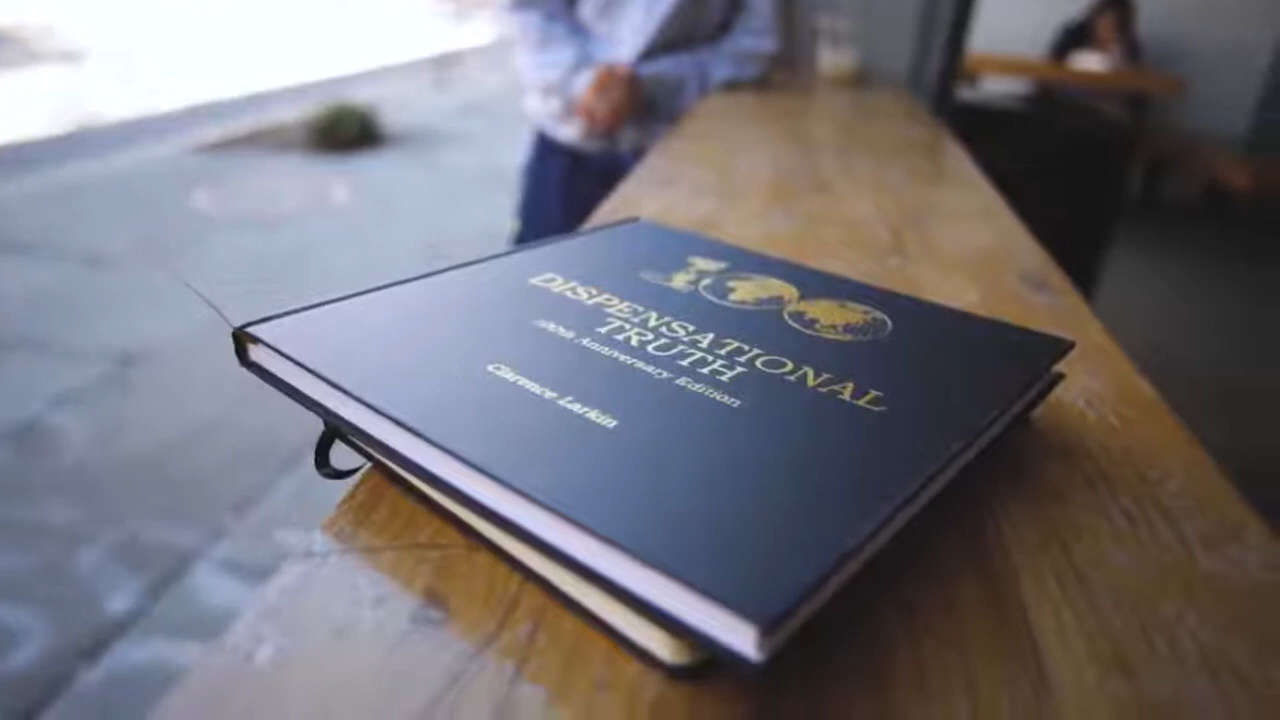 100
DISPENSATIONAL
TRUTH
100th Anniversary Edition
Clarence Larkin